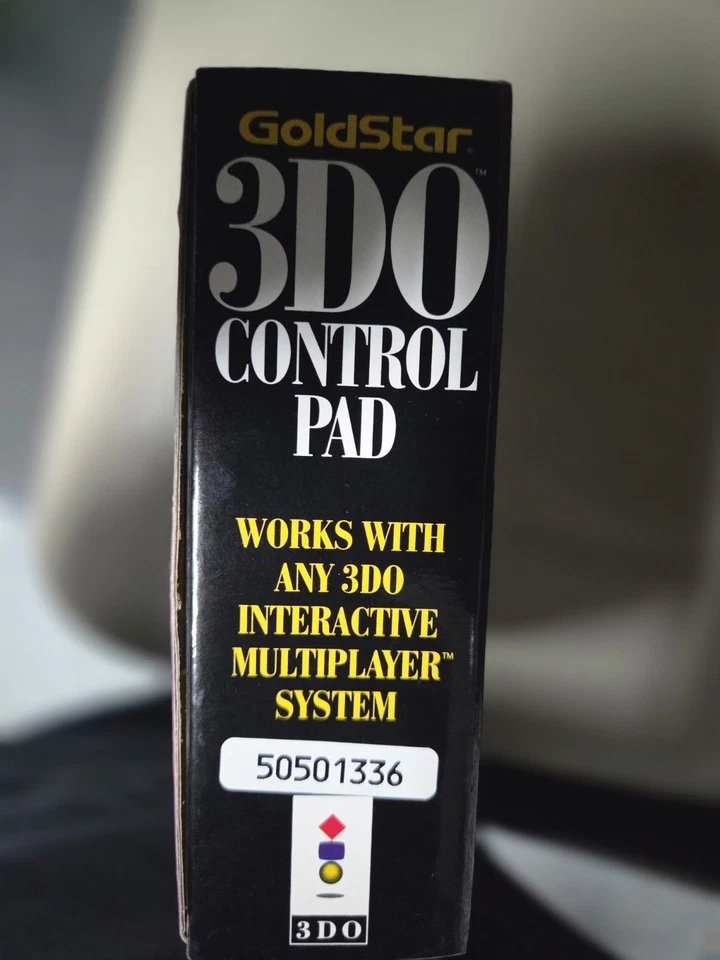 GoldStar
3DO™
CONTROL
PAD
WORKS WITH
ANY 3DO
INTERACTIVE
MULTIPLAYER™
SYSTEM
50501336
3DO